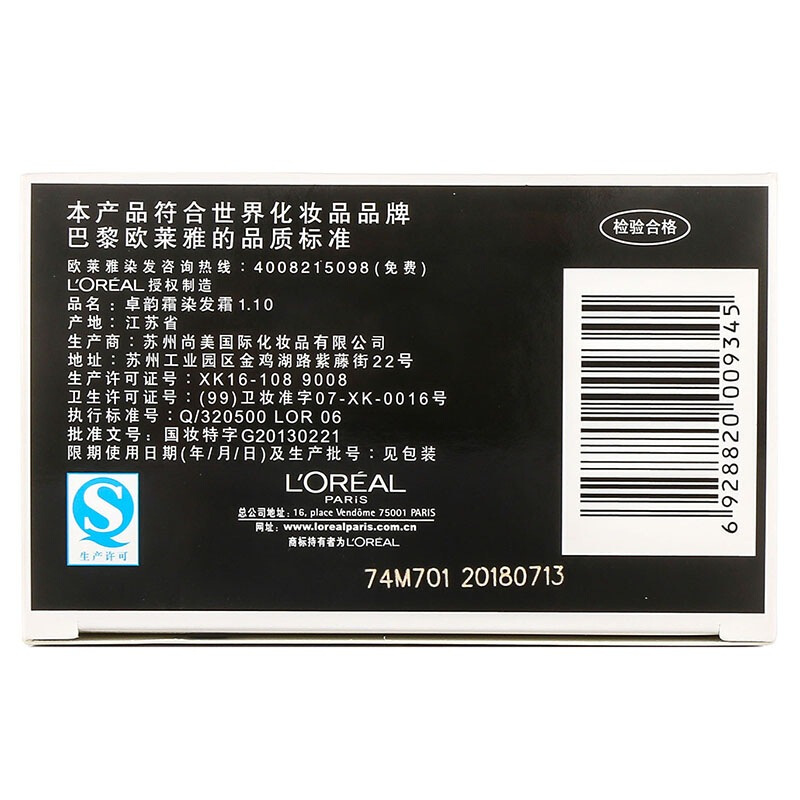 本产品符合世界化妆品品牌
巴黎欧莱雅的品质标准
检验合格
欧莱雅染发咨询热线：4008215098(免费)
L'ORÉAL 授权制造
品名：卓韵霜染发霜1.10
产地：江苏省
生产商：苏州尚美国际化妆品有限公司
地址：苏州工业园区金鸡湖路紫藤街22号
生产许可证号：XK16-108 9008
卫生许可证号：(99)卫妆准字07-XK-0016号
执行标准号：Q/320500 LOR 06
批准文号：国妆特字G20130221
限期使用日期(年/月/日)及生产批号：见包装
6 928820 009345
生产许可
L'ORÉAL
PARIS
总公司地址：16, place Vendôme 75001 PARIS
网址：www.lorealparis.com.cn
商标持有者为L'ORÉAL
74M701 20180713